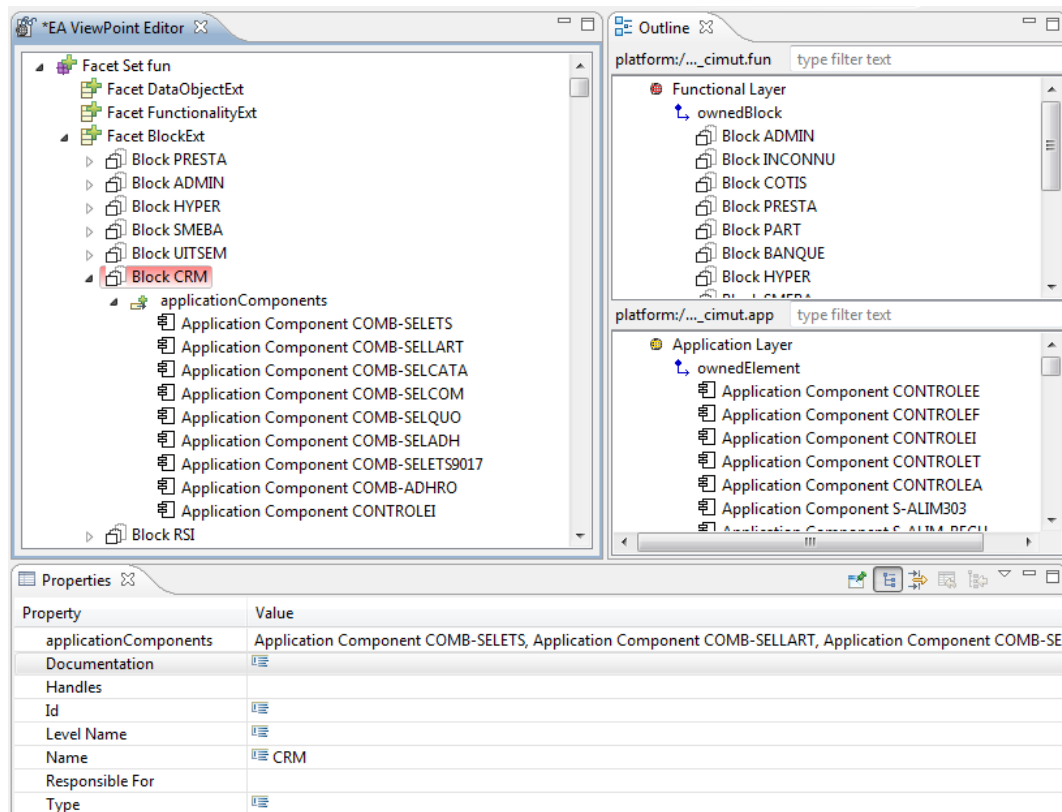 *EA ViewPoint Editor
Facet Set fun
Facet DataObjectExt
Facet FunctionalityExt
Facet BlockExt
Block PRESTA
Block ADMIN
Block HYPER
Block SMEBA
Block UITSEM
Block CRM
applicationComponents
Application Component COMB-SELETS
Application Component COMB-SELLART
Application Component COMB-SELCATA
Application Component COMB-SELCOM
Application Component COMB-SELQUO
Application Component COMB-SELADH
Application Component COMB-SELETS9017
Application Component COMB-ADHRO
Application Component CONTROLEI
Block RSI
Outline
platform:/..._cimut.fun type filter text
Functional Layer
ownedBlock
Block ADMIN
Block INCONNU
Block COTIS
Block PRESTA
Block PART
Block BANQUE
Block HYPER
Block SMEBA
platform:/..._cimut.app type filter text
Application Layer
ownedElement
Application Component CONTROLEE
Application Component CONTROLEF
Application Component CONTROLEI
Application Component CONTROLET
Application Component CONTROLEA
Application Component S-ALIM303
Application Component
Properties
Property Value
applicationComponents Application Component COMB-SELETS, Application Component COMB-SELLART, Application Component COMB-SE
Documentation
Handles
Id
Level Name
Name CRM
Responsible For
Type